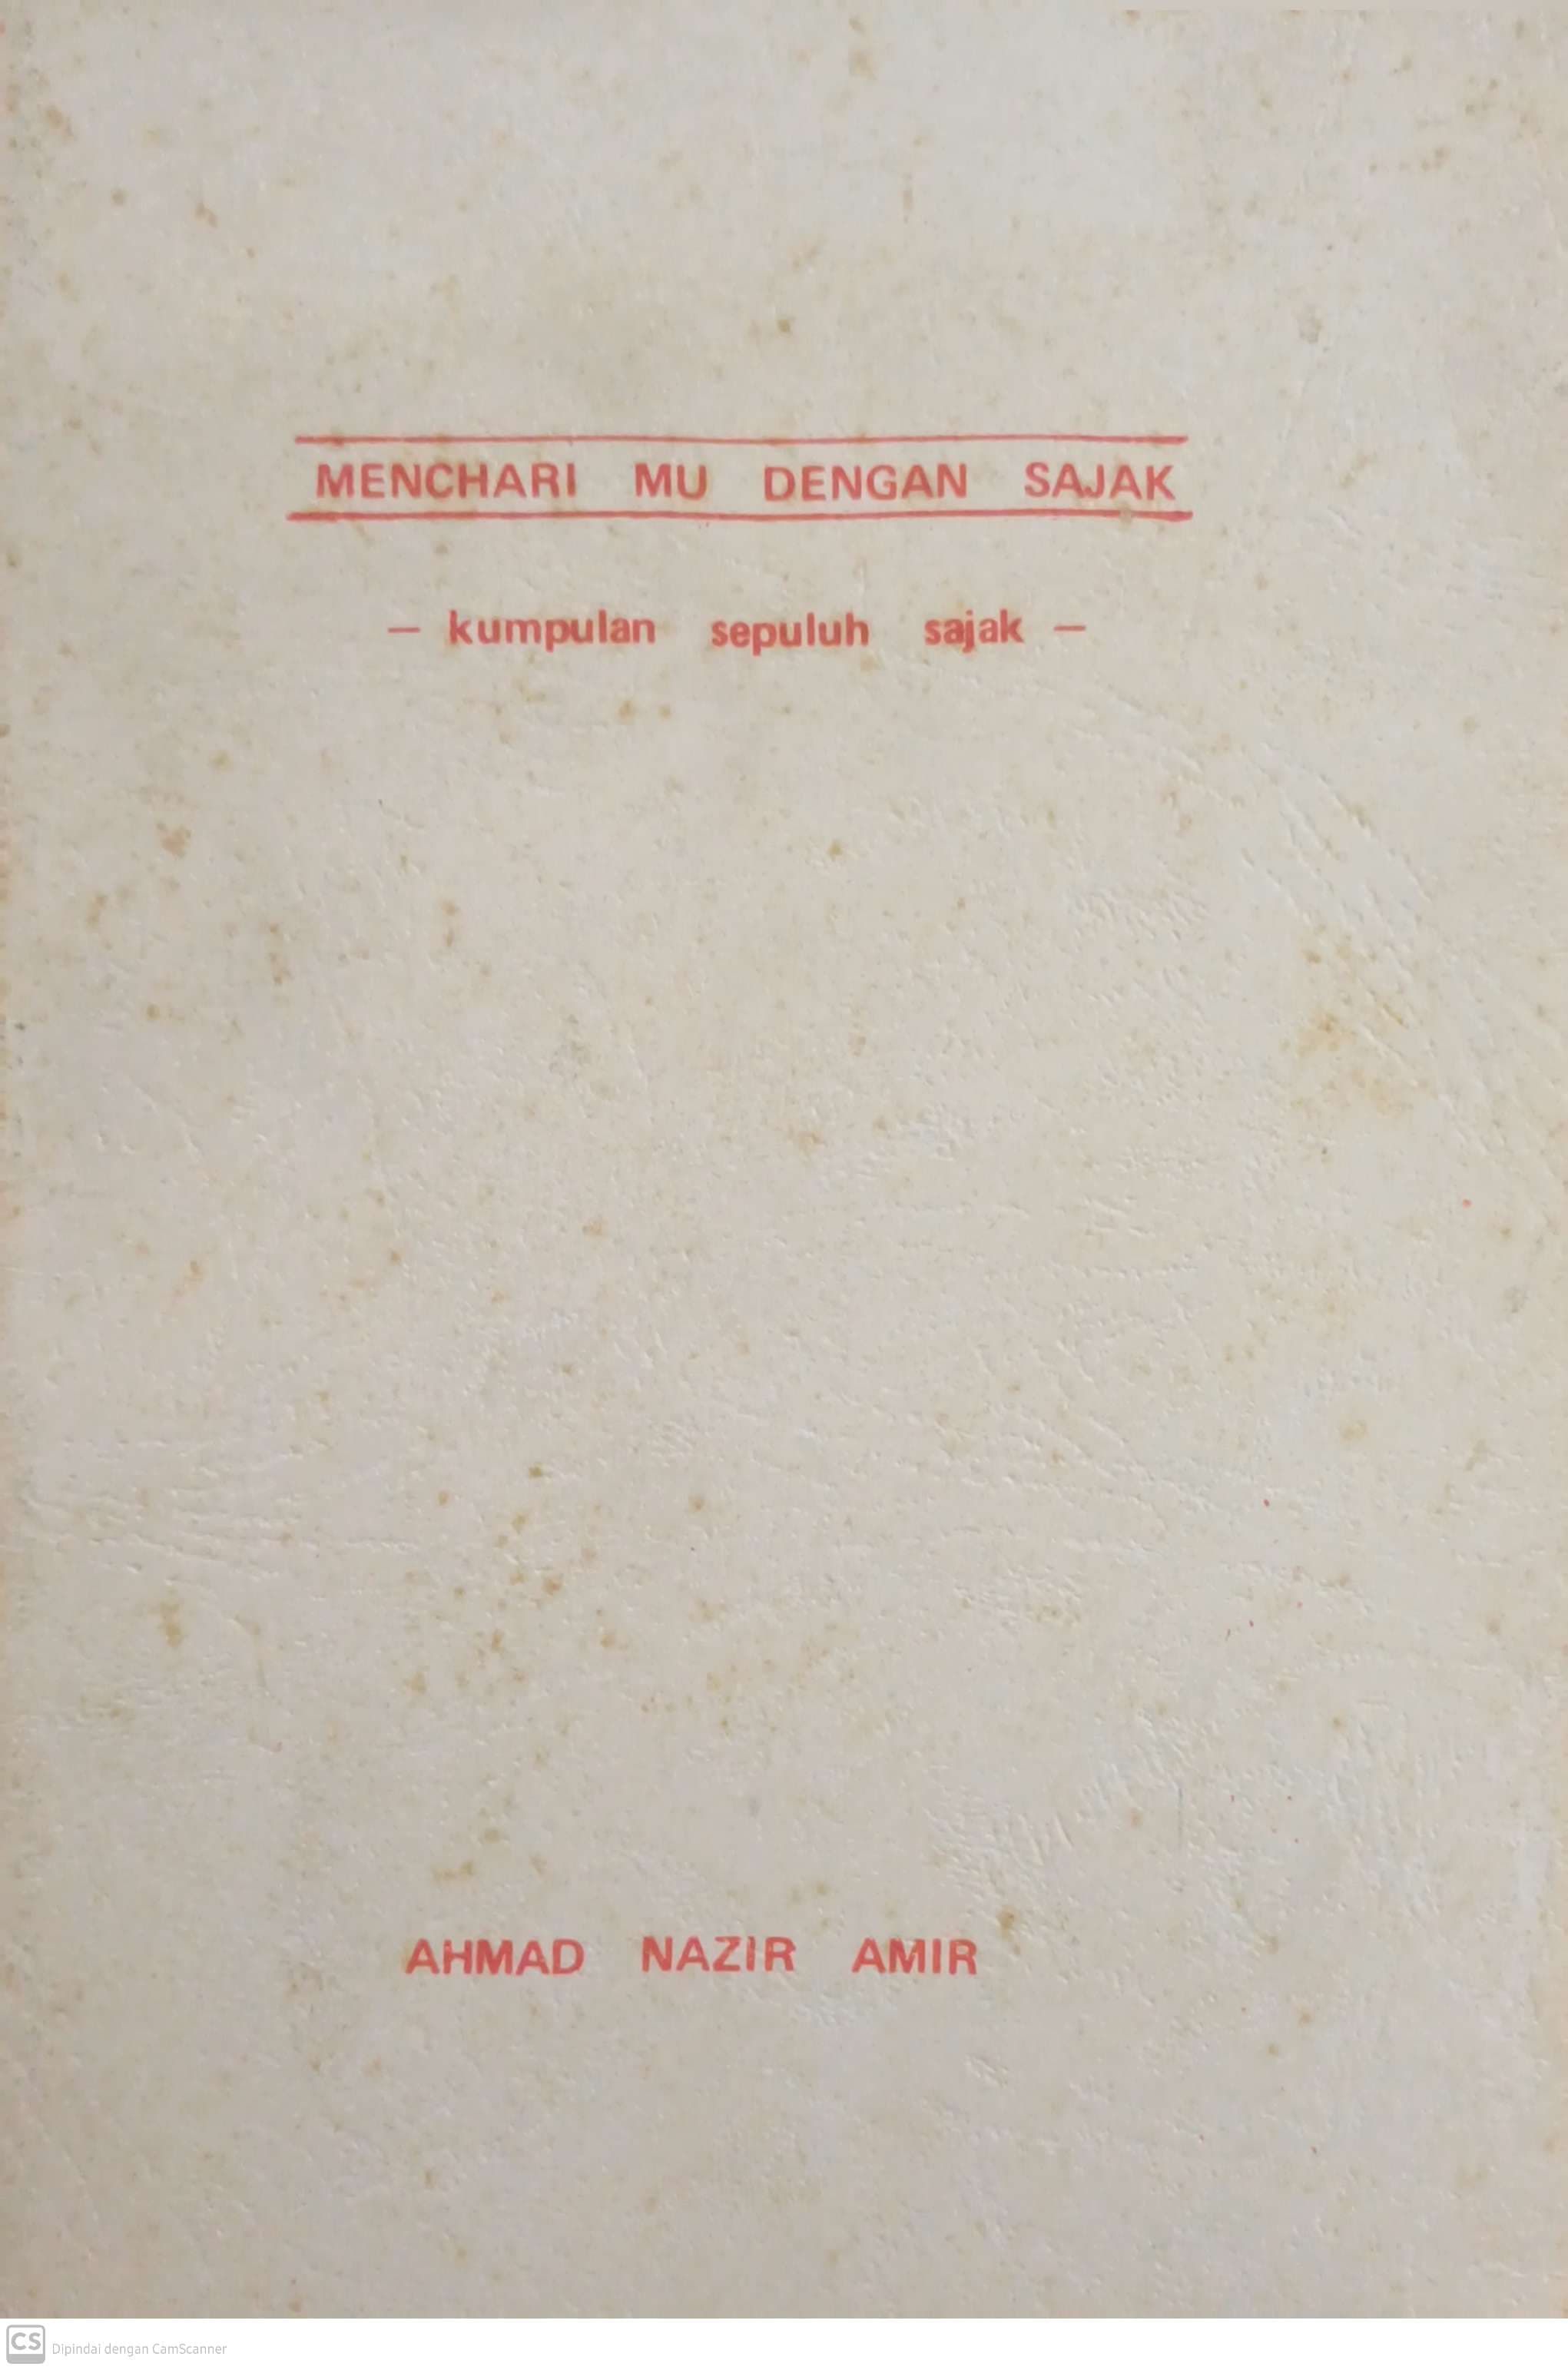 MENCHARI MU DENGAN SAJAK
– kumpulan sepuluh sajak –
AHMAD NAZIR AMIR
CS Dipindai dengan CamScanner